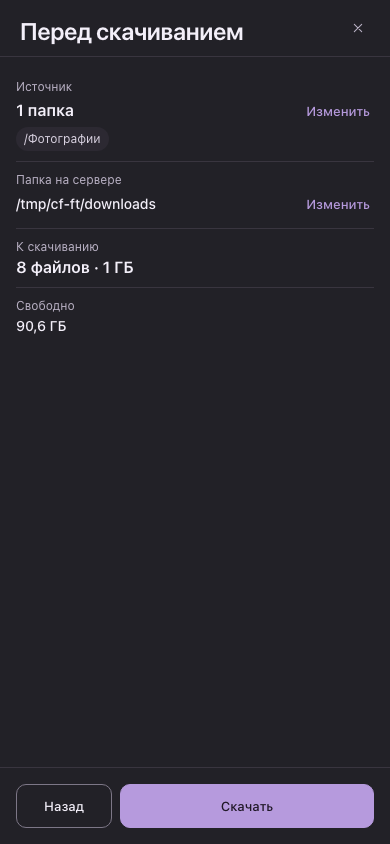 Перед скачиванием
Источник
1 папка
Изменить
/Фотографии
Папка на сервере
/tmp/cf-ft/downloads
Изменить
К скачиванию
8 файлов · 1 ГБ
Свободно
90,6 ГБ
Назад
Скачать